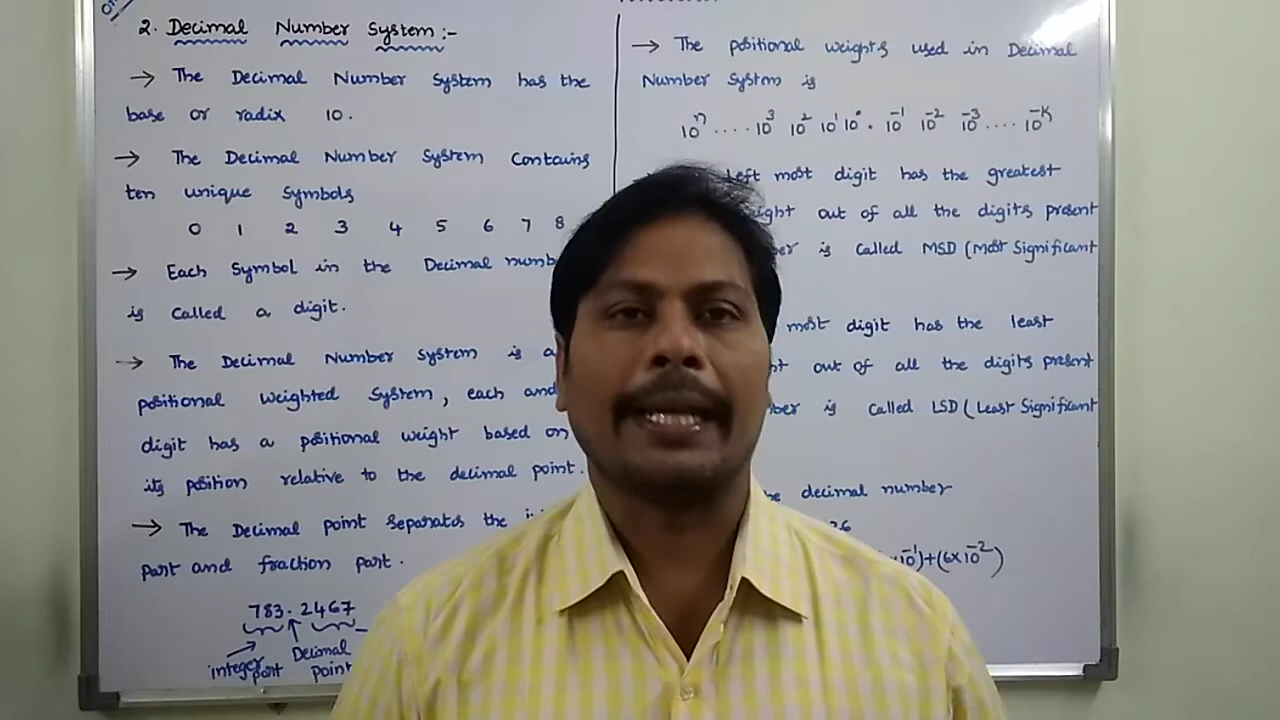 2. Decimal Number System :-
→ The Decimal Number System has the
base or radix 10.
→ The Decimal Number System Contains
ten unique Symbols
0 1 2 3 4 5 6 7 8
→ Each Symbol in the Decimal numb
is Called a digit.
→ The Decimal Number System is a
positional weighted System, each and
digit has a positional weight based on
its position relative to the decimal point.
→ The Decimal point separates the
part and fraction part.
783.2467
integer part Decimal point
→ The positional weights used in Decimal
Number System is
10ⁿ .... 10³ 10² 10¹ 10⁰ . 10⁻¹ 10⁻² 10⁻³ .... 10⁻ᴷ
Left most digit has the greatest
ight out of all the digits present
er is Called MSD (Most Significant
most digit has the least
out of all the digits present
ber is Called LSD (Least Significant
decimal number
26
10⁻¹)+(6x10⁻²)